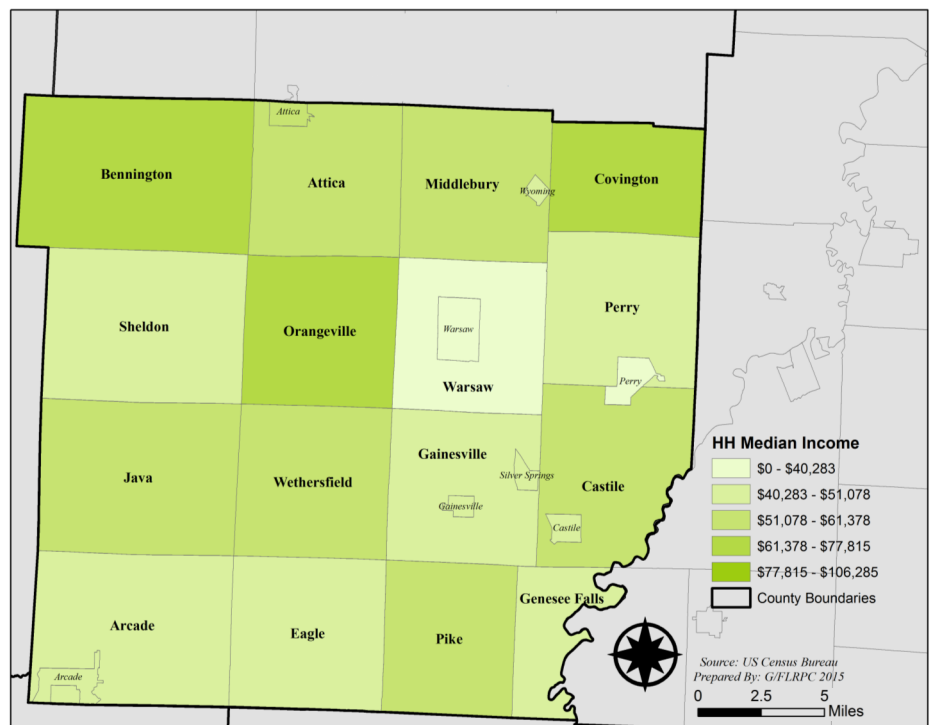 Attica
Bennington
Attica
Middlebury
Wyoming
Covington
Sheldon
Orangeville
Warsaw
Warsaw
Perry
Perry
Java
Wethersfield
Gainesville
Silver Springs
Gainesville
Castile
Castile
Arcade
Arcade
Eagle
Pike
Genesee Falls
HH Median Income
$0 - $40,283
$40,283 - $51,078
$51,078 - $61,378
$61,378 - $77,815
$77,815 - $106,285
County Boundaries
Source: US Census Bureau
Prepared By: G/FLRPC 2015
0 2.5 5
Miles